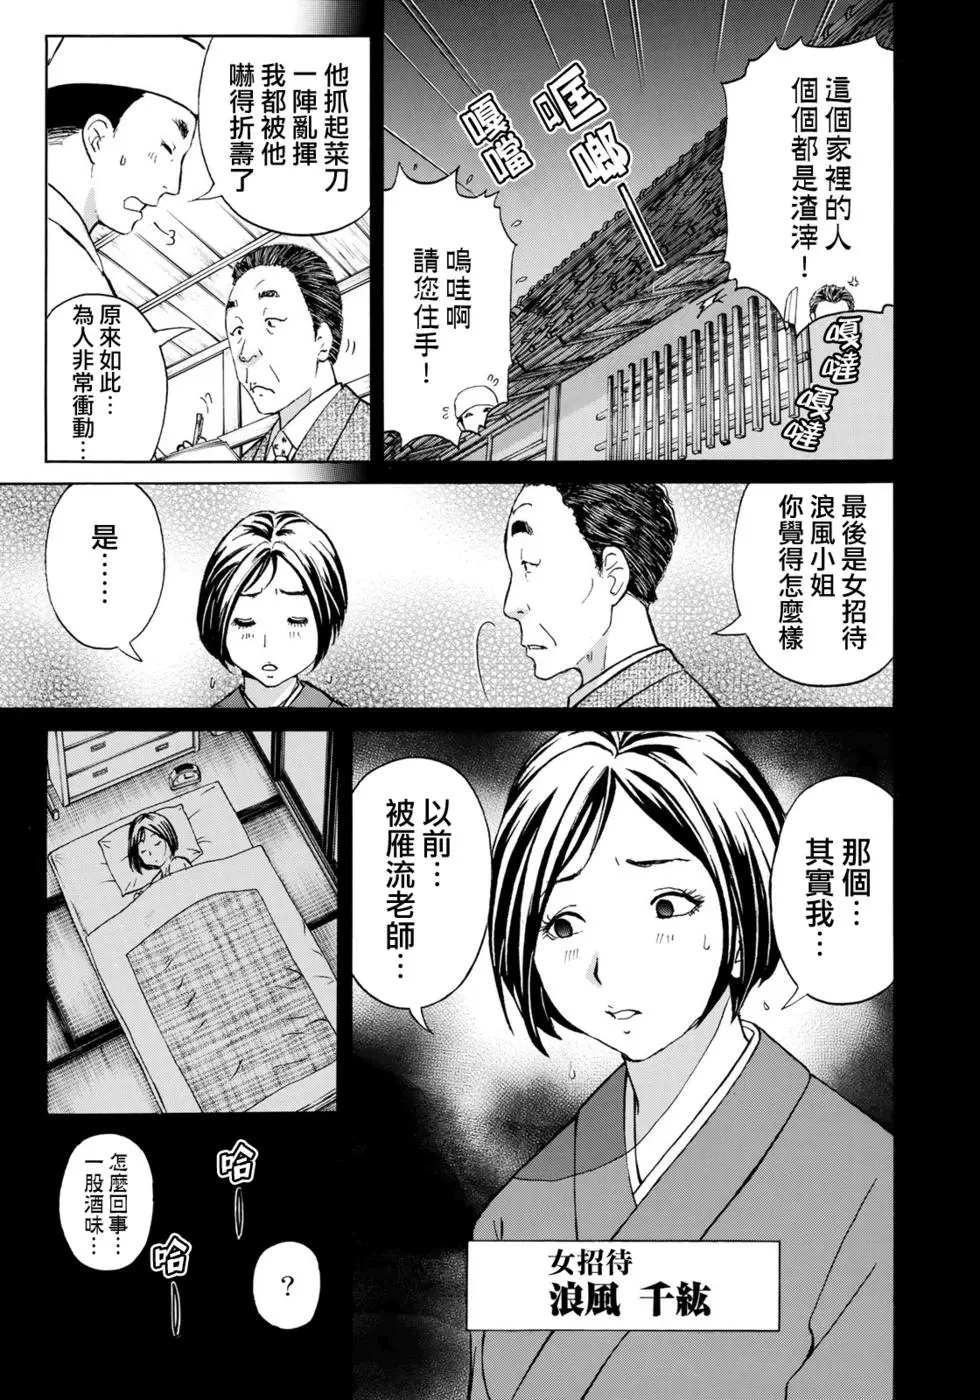 這個家裡的人
個個都是渣滓！
哐啷
嘎噹
嗚哇啊
請您住手！
嘎噠
嘎噠
他抓起菜刀
一陣亂揮
我都被他
嚇得折壽了
原來如此…
為人非常衝動…
最後是女招待
浪風小姐
你覺得怎麼樣
是……
那個…
其實我…
以前…
被雁流老師…
女招待
浪風 千紘
哈
？
哈
怎麼回事…
一股酒味…